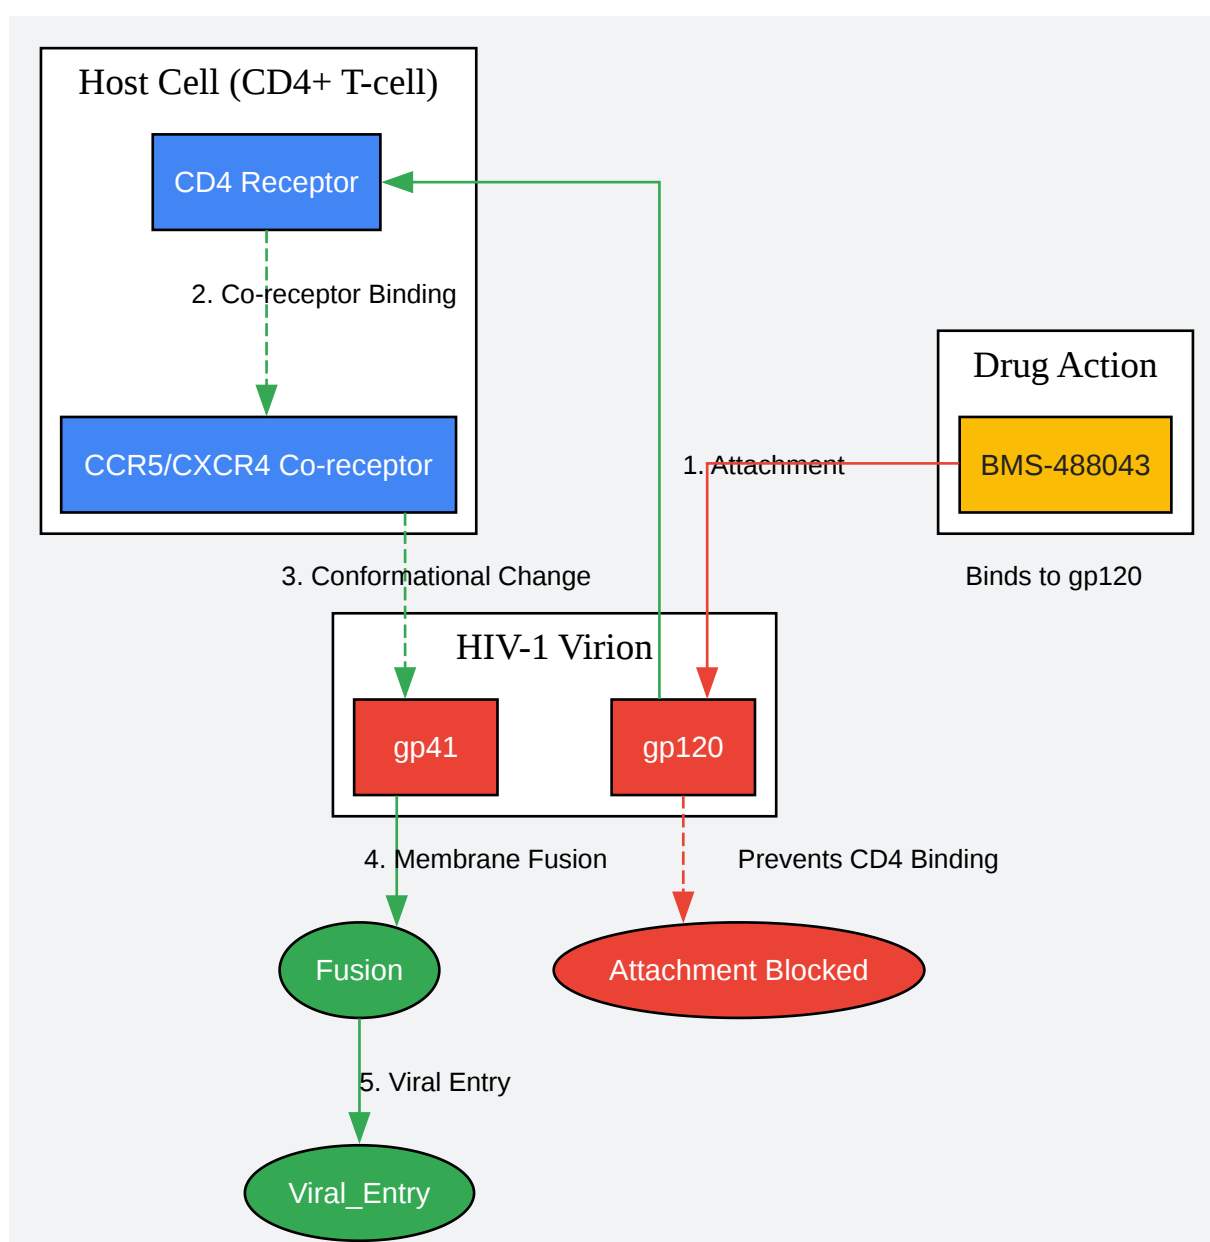 Host Cell (CD4+ T-cell)
CD4 Receptor
2. Co-receptor Binding
Drug Action
CCR5/CXCR4 Co-receptor
1. Attachment
BMS-488043
3. Conformational Change
Binds to gp120
HIV-1 Virion
gp41
gp120
4. Membrane Fusion
Prevents CD4 Binding
Fusion
Attachment Blocked
5. Viral Entry
Viral_Entry